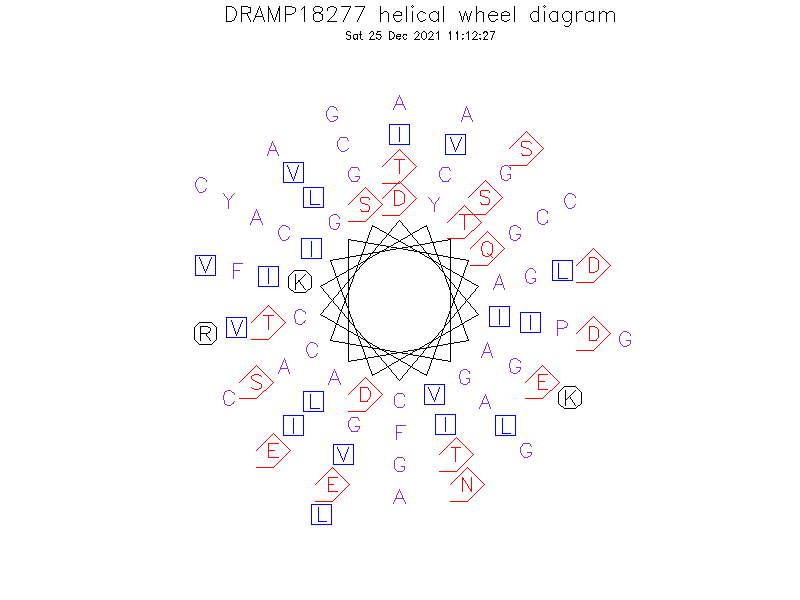 DRAMP18277 helical wheel diagram
Sat 25 Dec 2021 11:12:27
A
G A
I
C V
A S
T
V G C G
C
Y L D S C
S Y
A G T C
C G
I Q
V F I K A G L D
R V T C I I P D G
C A
A G
A G
S E
C D V K
L C A
I G I L
F
E V T G
G
E N
A
L